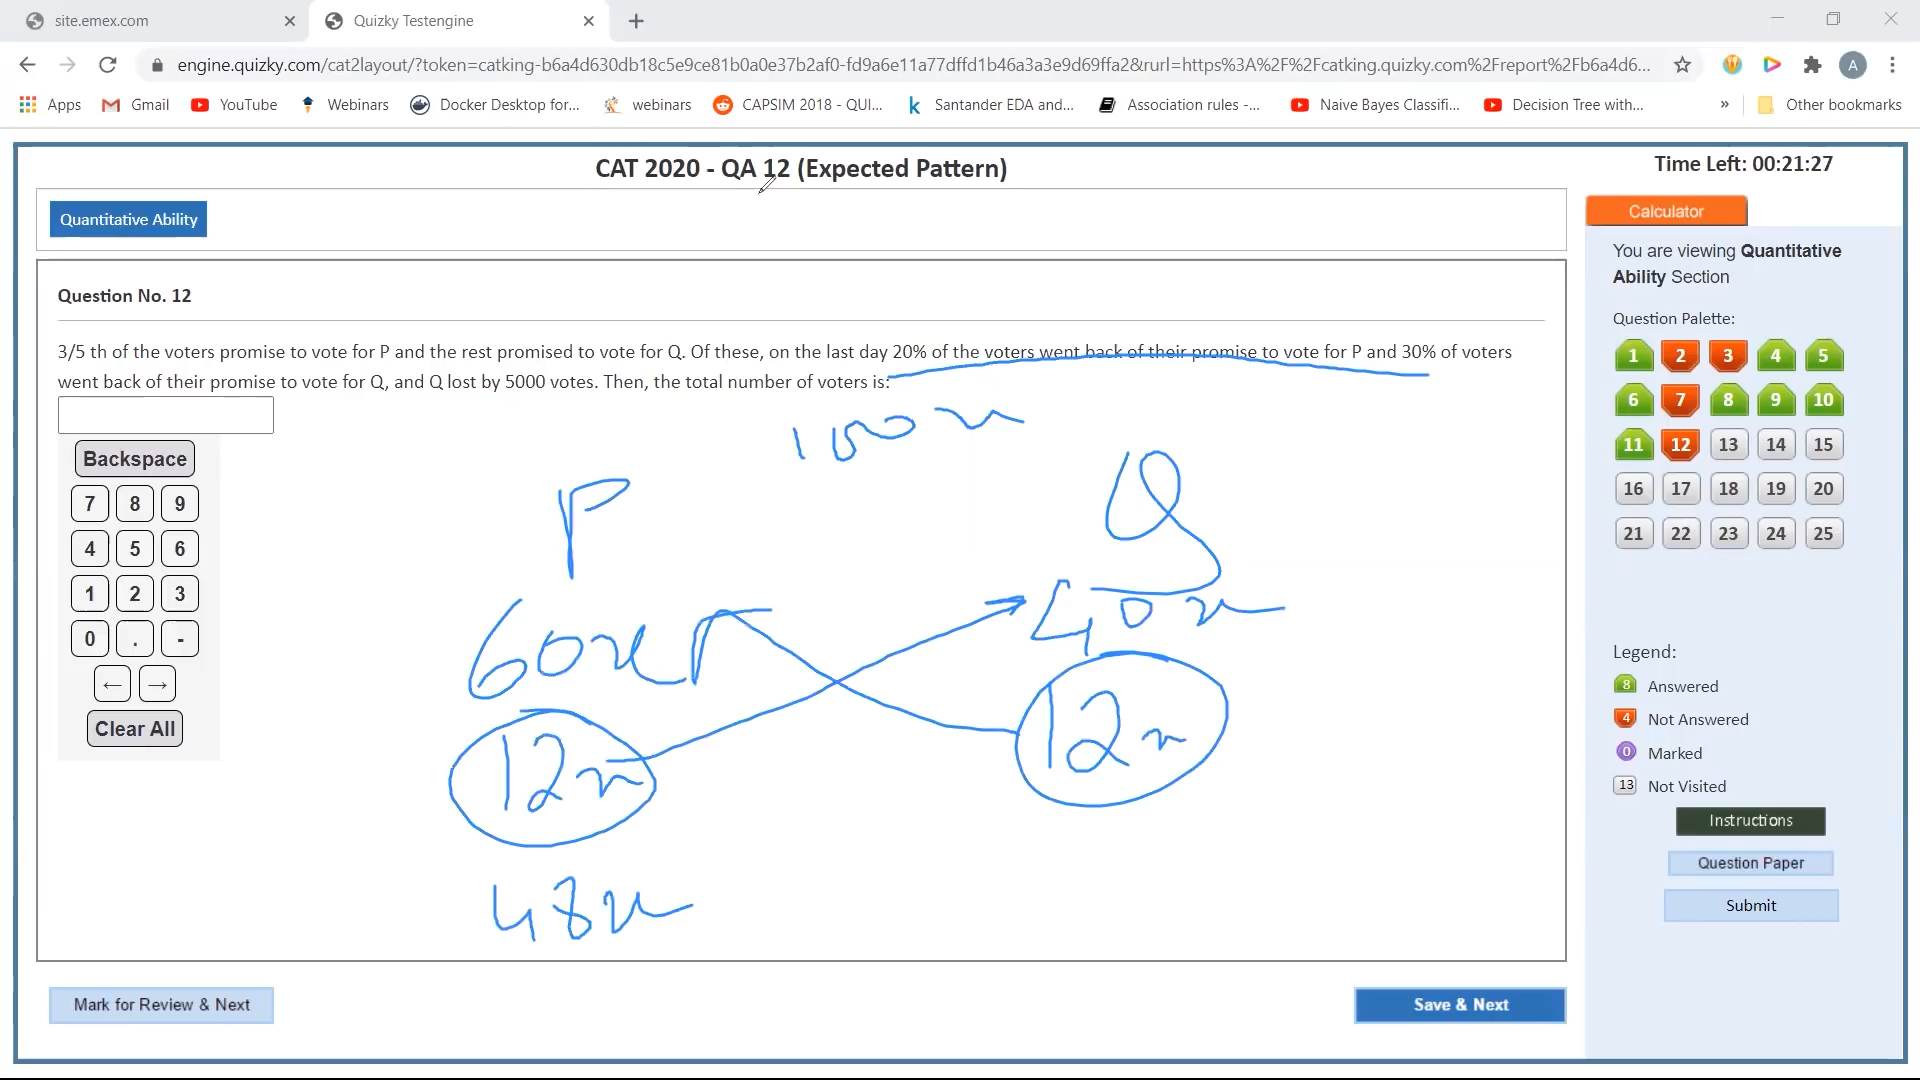 site.emex.com
Quizky Testengine
engine.quizky.com/cat2layout/?token=catking-b6a4d630db18c5e9ce81b0a0e37b2af0-fd9a6e11a77dffd1b46a3a3e9d69ffa2&rurl=https%3A%2F%2Fcatking.quizky.com%2Freport%2Fb6a4d6... A
Apps Gmail YouTube Webinars Docker Desktop for... webinars CAPSIM 2018 - QUI... k Santander EDA and... Association rules -... Naive Bayes Classifi... Decision Tree with... » Other bookmarks
CAT 2020 - QA 12 (Expected Pattern)
Time Left: 00:21:27
Quantitative Ability
Calculator
You are viewing Quantitative
Ability Section
Question No. 12
Question Palette:
3/5 th of the voters promise to vote for P and the rest promised to vote for Q. Of these, on the last day 20% of the voters went back of their promise to vote for P and 30% of voters
went back of their promise to vote for Q, and Q lost by 5000 votes. Then, the total number of voters is:
1 2 3 4 5
6 7 8 9 10
11 12 13 14 15
16 17 18 19 20
21 22 23 24 25
100x
Backspace
7 8 9
4 5 6
1 2 3
0 . -
← →
Clear All
P Q
60x 40x
12x 12x
48x
Legend:
8 Answered
4 Not Answered
0 Marked
13 Not Visited
Instructions
Question Paper
Submit
Mark for Review & Next
Save & Next